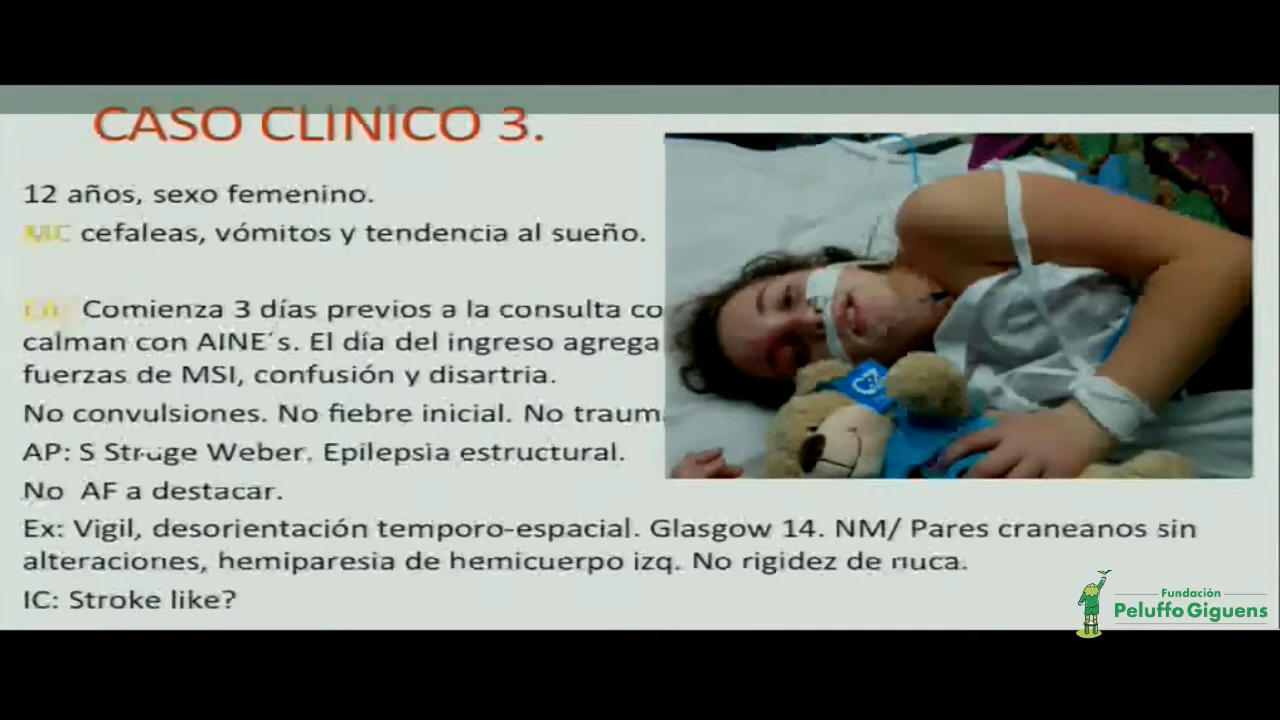 CASO CLINICO 3.
12 años, sexo femenino.
MC cefaleas, vómitos y tendencia al sueño.
Comienza 3 días previos a la consulta co
calman con AINE´s. El día del ingreso agrega
fuerzas de MSI, confusión y disartria.
No convulsiones. No fiebre inicial. No traum
AP: S Struge Weber. Epilepsia estructural.
No AF a destacar.
Ex: Vigil, desorientación temporo-espacial. Glasgow 14. NM/ Pares craneanos sin
alteraciones, hemiparesia de hemicuerpo izq. No rigidez de nuca.
IC: Stroke like?
Fundación
Peluffo Giguens